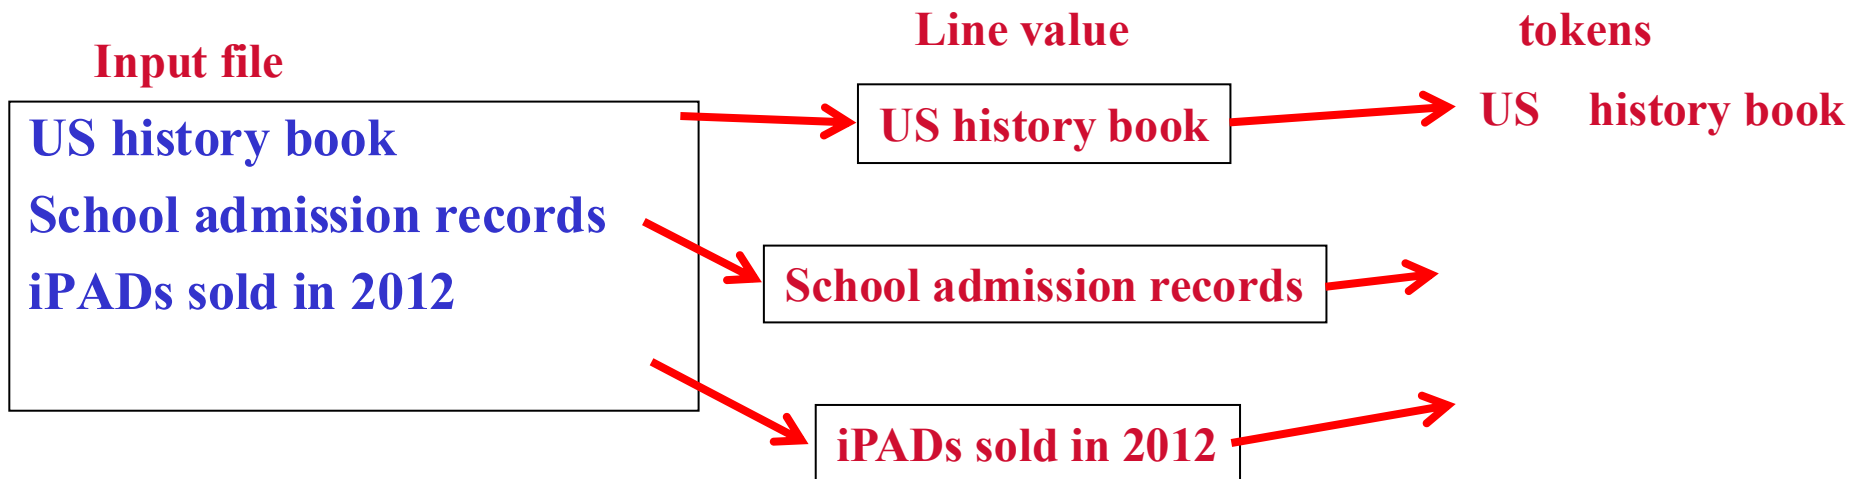 Input file
US history book
School admission records
iPADs sold in 2012
Line value
US history book
School admission records
iPADs sold in 2012
tokens
US history book